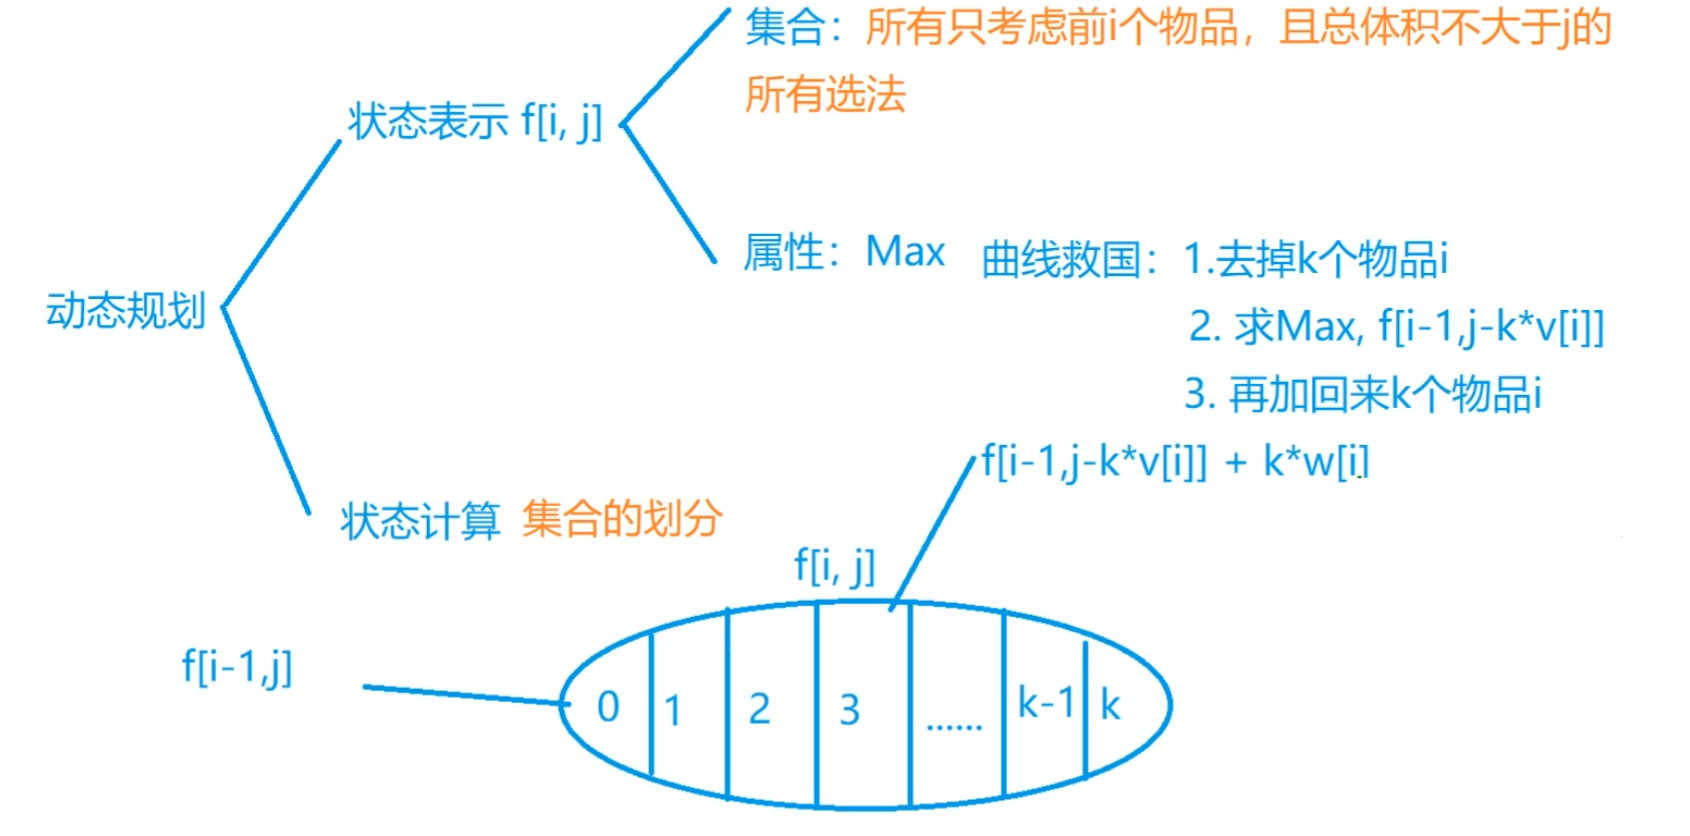 集合：所有只考虑前i个物品，且总体积不大于j的
所有选法
状态表示 f[i, j]
属性：Max
曲线救国：1.去掉k个物品i
2. 求Max, f[i-1,j-k*v[i]]
3. 再加回来k个物品i
动态规划
f[i-1,j-k*v[i]] + k*w[i]
状态计算 集合的划分
f[i, j]
f[i-1,j]
0 1 2 3 ...... k-1 k